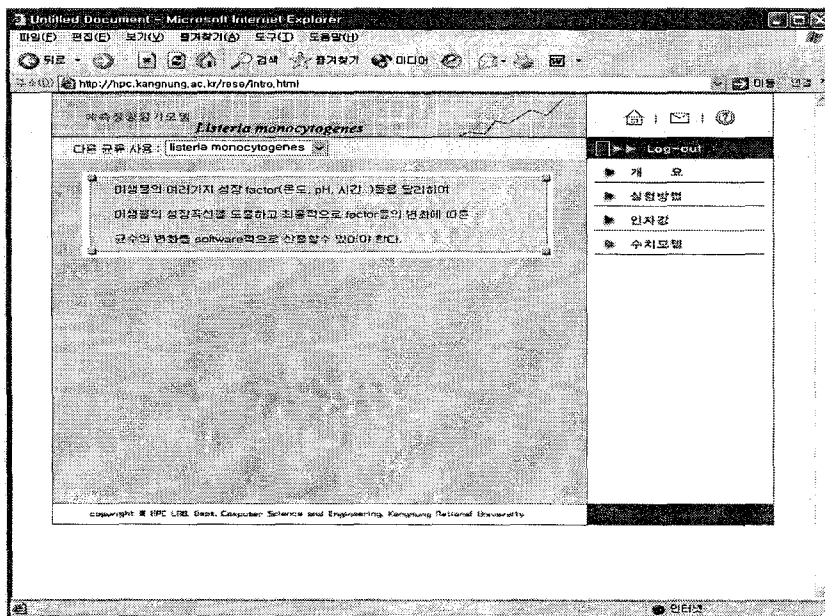 Untitled Document - Microsoft Internet Explorer
파일(F) 편집(E) 보기(V) 즐겨찾기(A) 도구(T) 도움말(H)
뒤로 검색 즐겨찾기 미디어
주소(D) http://hpc.kangnung.ac.kr/rese/intro.html 이동 연결
예측성장평가모델
Listeria monocytogenes
다른 균류 사용 : listeria monocytogenes
Log-out
개 요
실험방법
인자값
수치모델
미생물의 여러가지 성장 factor(온도, pH, 시간..)들을 달리하여
미생물의 성장곡선을 도출하고 최종적으로 factor들의 변화에 따른
균수의 변화를 software적으로 산출할수 있어야 한다.
copyright HPC LAB. Dept. Computer Science and Engineering, Kangnung National University
인터넷